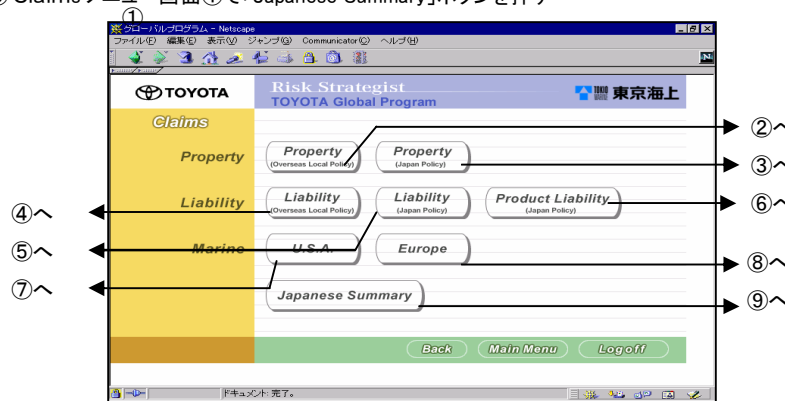 Claimsメニュー画面①で「Japanese Summary」ボタンを押す
①
グローバルプログラム - Netscape
ファイル(F) 編集(E) 表示(V) ジャンプ(G) Communicator(C) ヘルプ(H)
TOYOTA
Risk Strategist
TOYOTA Global Program
東京海上
Claims
②へ
Property
Property
(Overseas Local Policy)
Property
(Japan Policy)
③へ
④へ
Liability
Liability
(Overseas Local Policy)
Liability
(Japan Policy)
Product Liability
(Japan Policy)
⑥へ
⑤へ
Marine
U.S.A.
Europe
⑧へ
⑦へ
Japanese Summary
⑨へ
Back
Main Menu
Logoff
ドキュメント: 完了。